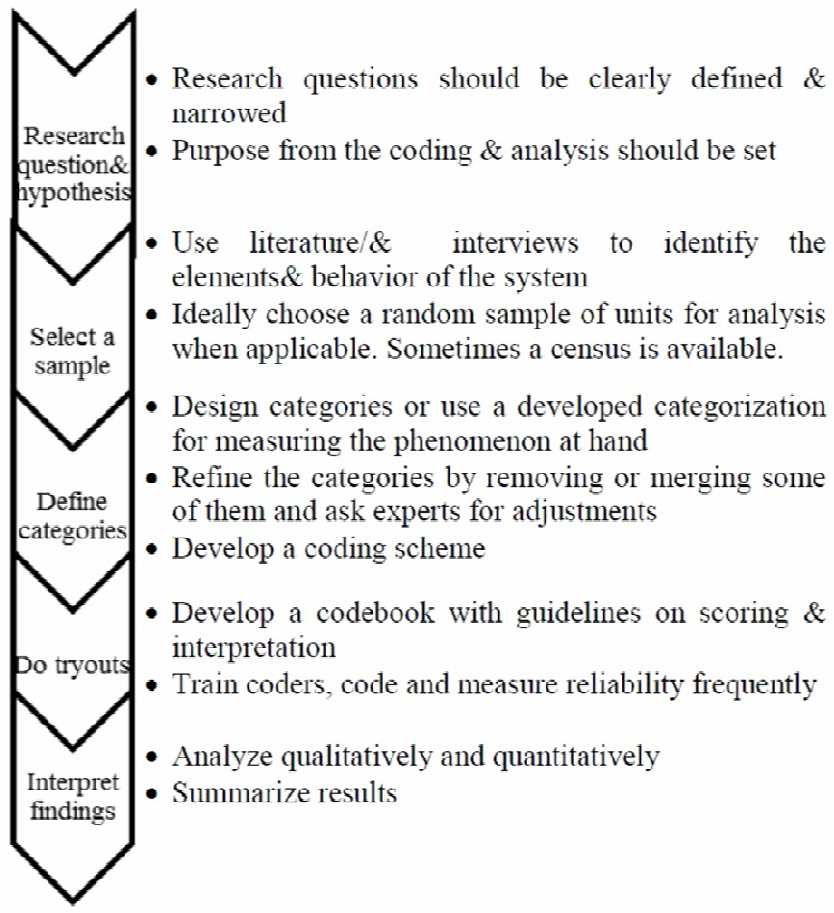 Research
question&
hypothesis
• Research questions should be clearly defined &
narrowed
• Purpose from the coding & analysis should be set
Select a
sample
• Use literature/& interviews to identify the
elements& behavior of the system
• Ideally choose a random sample of units for analysis
when applicable. Sometimes a census is available.
Define
categories
• Design categories or use a developed categorization
for measuring the phenomenon at hand
• Refine the categories by removing or merging some
of them and ask experts for adjustments
• Develop a coding scheme
Do tryouts
• Develop a codebook with guidelines on scoring &
interpretation
• Train coders, code and measure reliability frequently
Interpret
findings
• Analyze qualitatively and quantitatively
• Summarize results